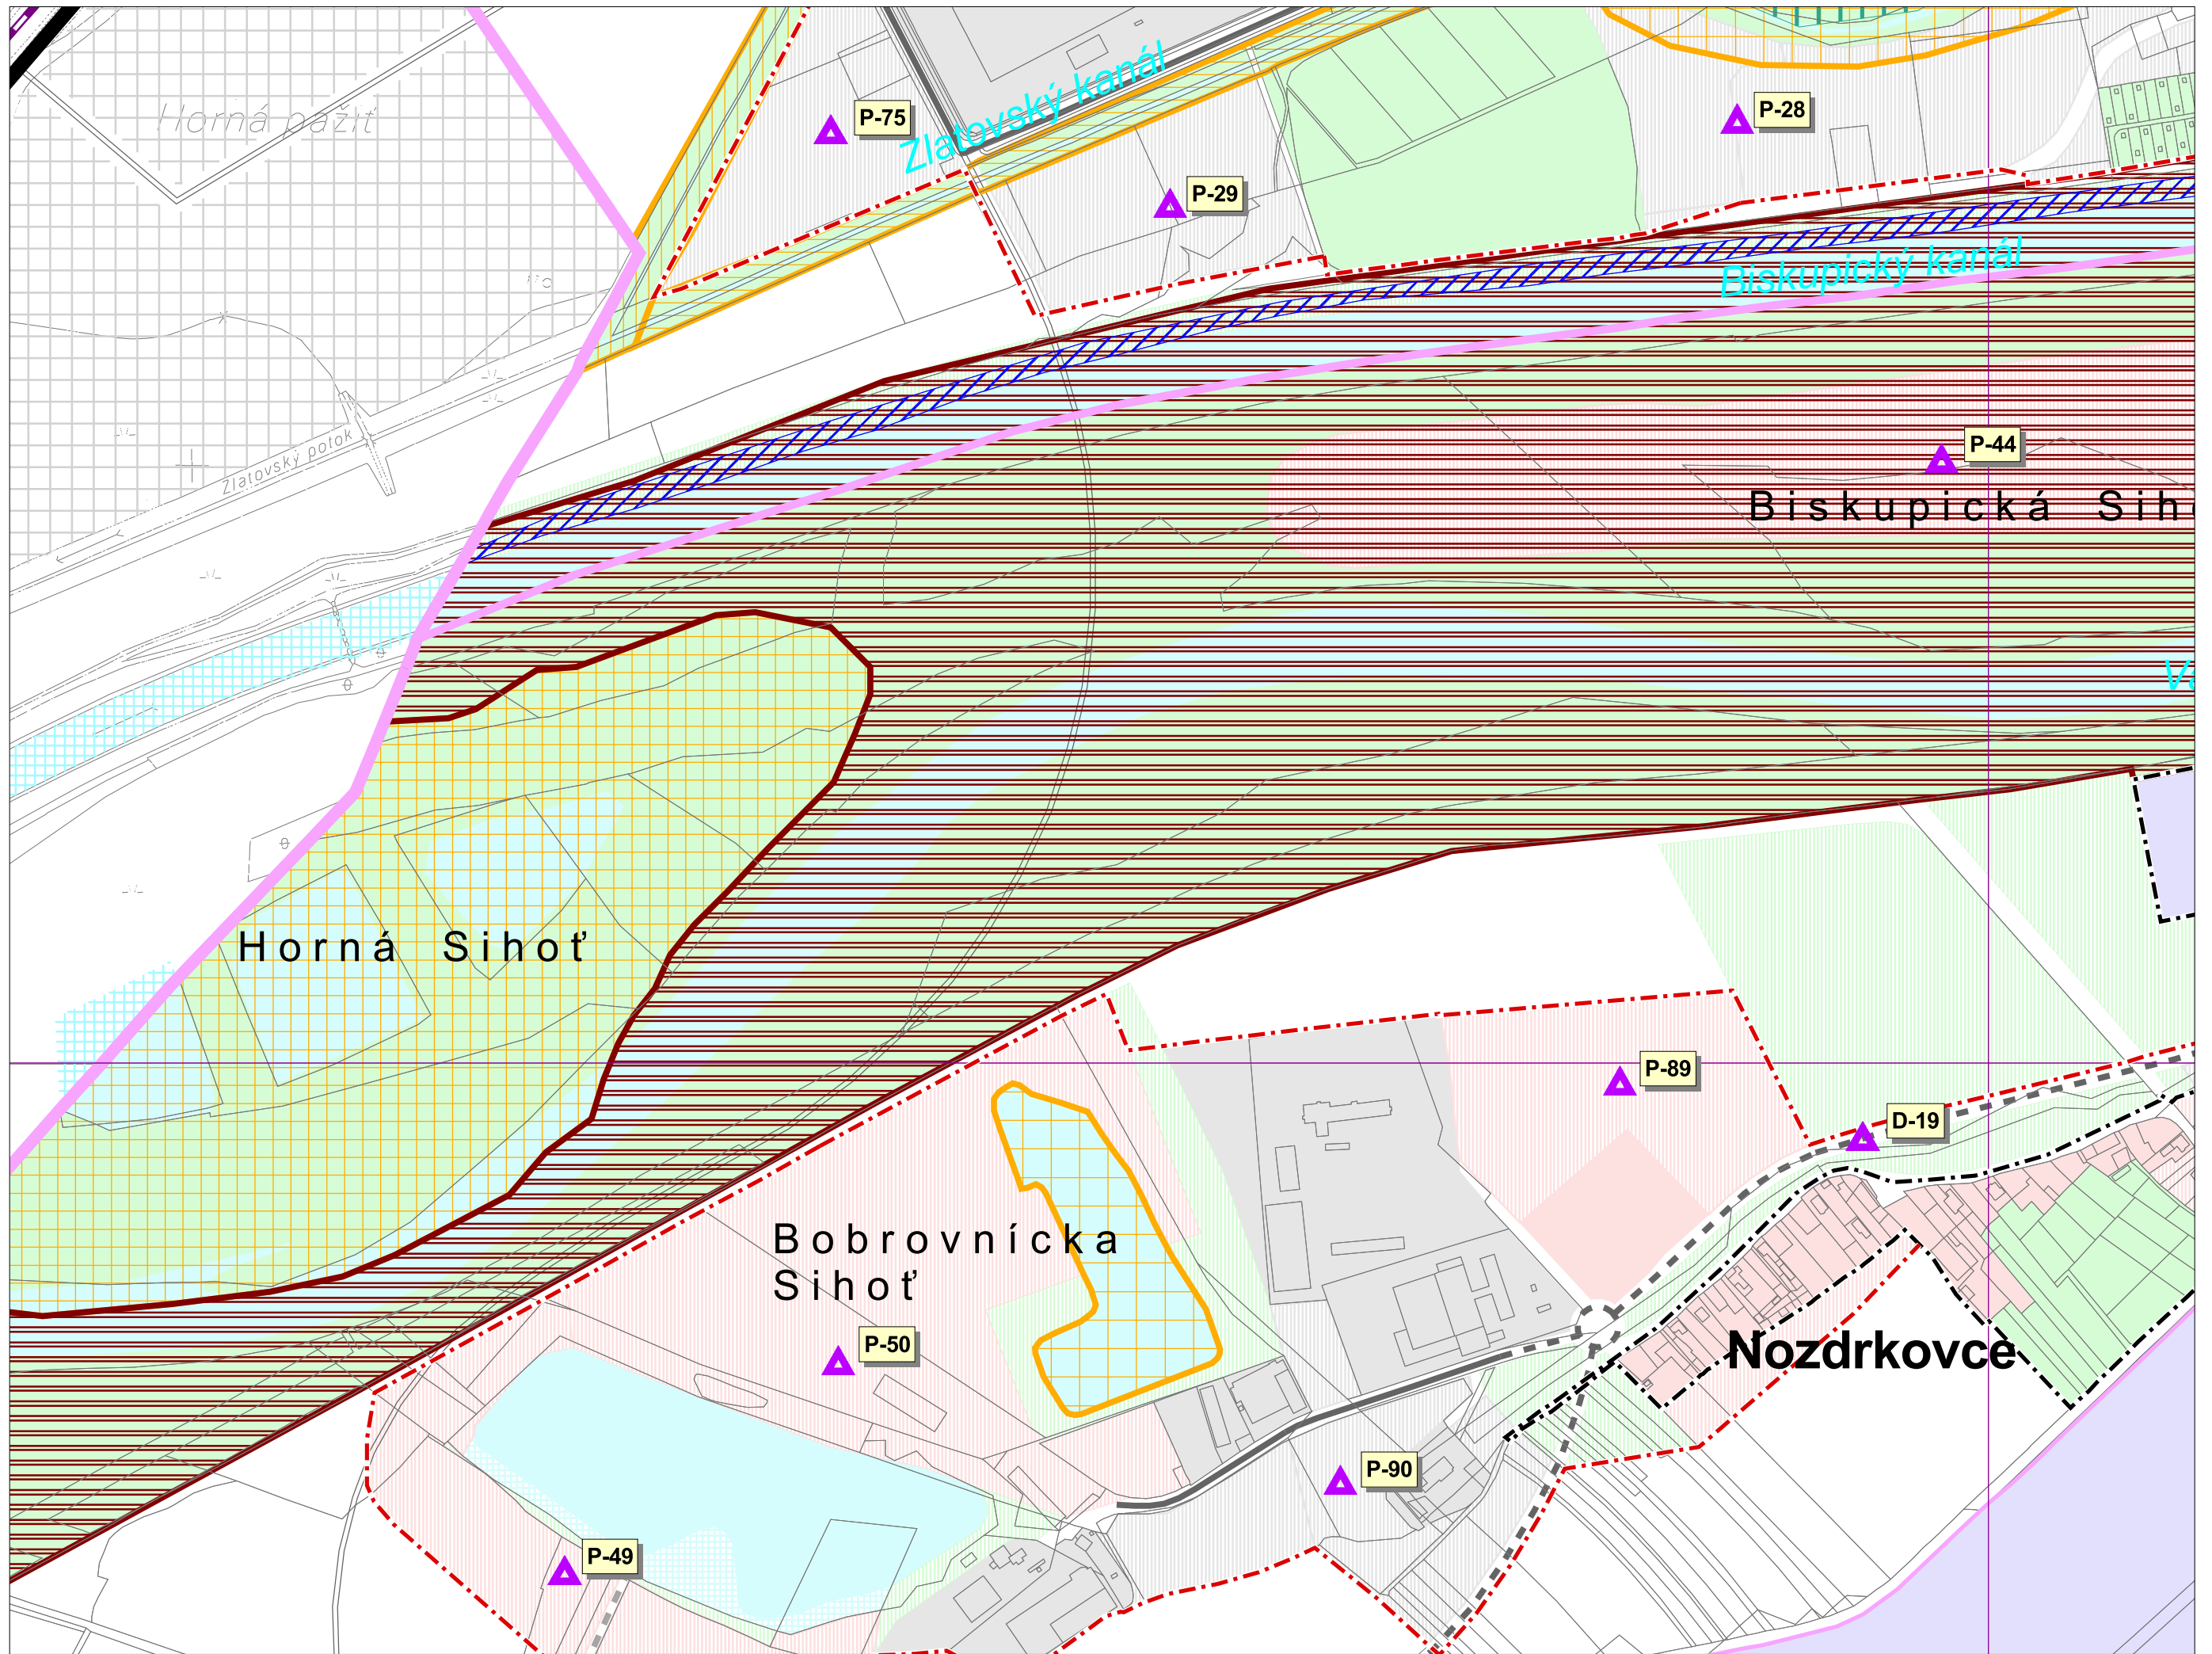 Horná pažiť
P-75
Zlatovský kanál
P-28
P-29
Biskupický kanál
P-44
Zlatovský potok
Biskupická Sih
Vá
Horná Sihoť
P-89
D-19
Bobrovnícka
Sihoť
P-50
Nozdrkovce
P-90
P-49